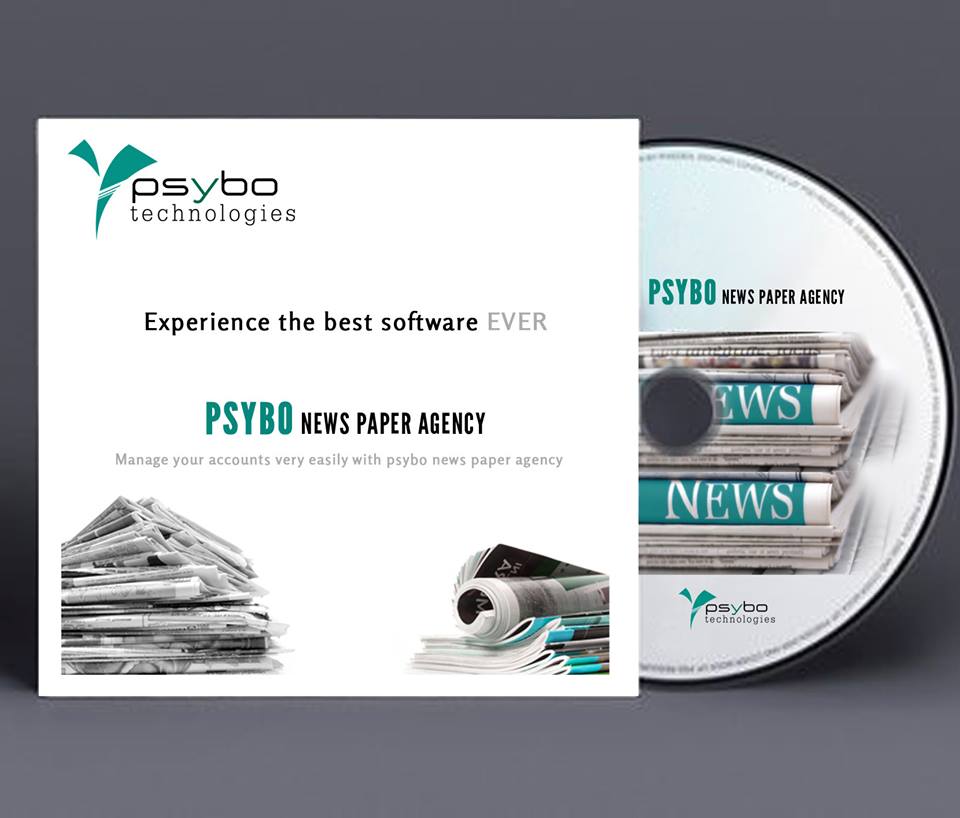 psybo
technologies
Experience the best software EVER
PSYBO NEWS PAPER AGENCY
Manage your accounts very easily with psybo news paper agency
PSYBO NEWS PAPER AGENCY
EWS
NEWS
psybo
technologies